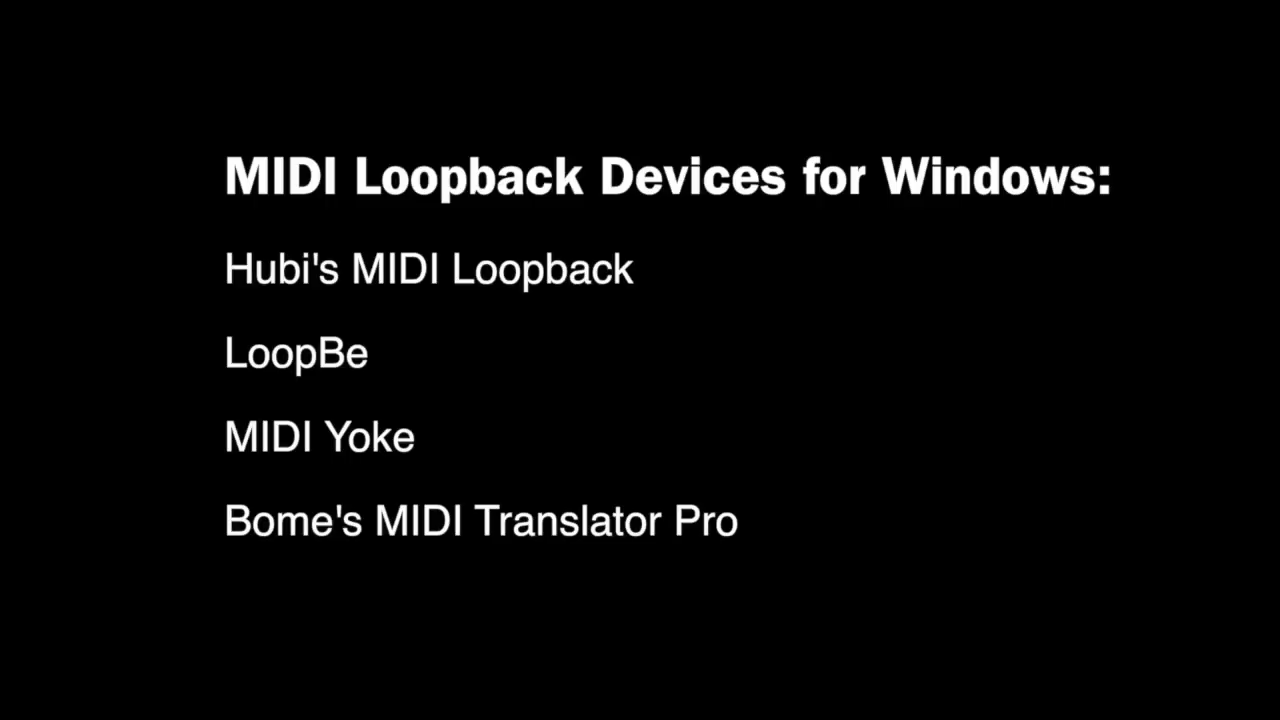 MIDI Loopback Devices for Windows:
Hubi's MIDI Loopback
LoopBe
MIDI Yoke
Bome's MIDI Translator Pro